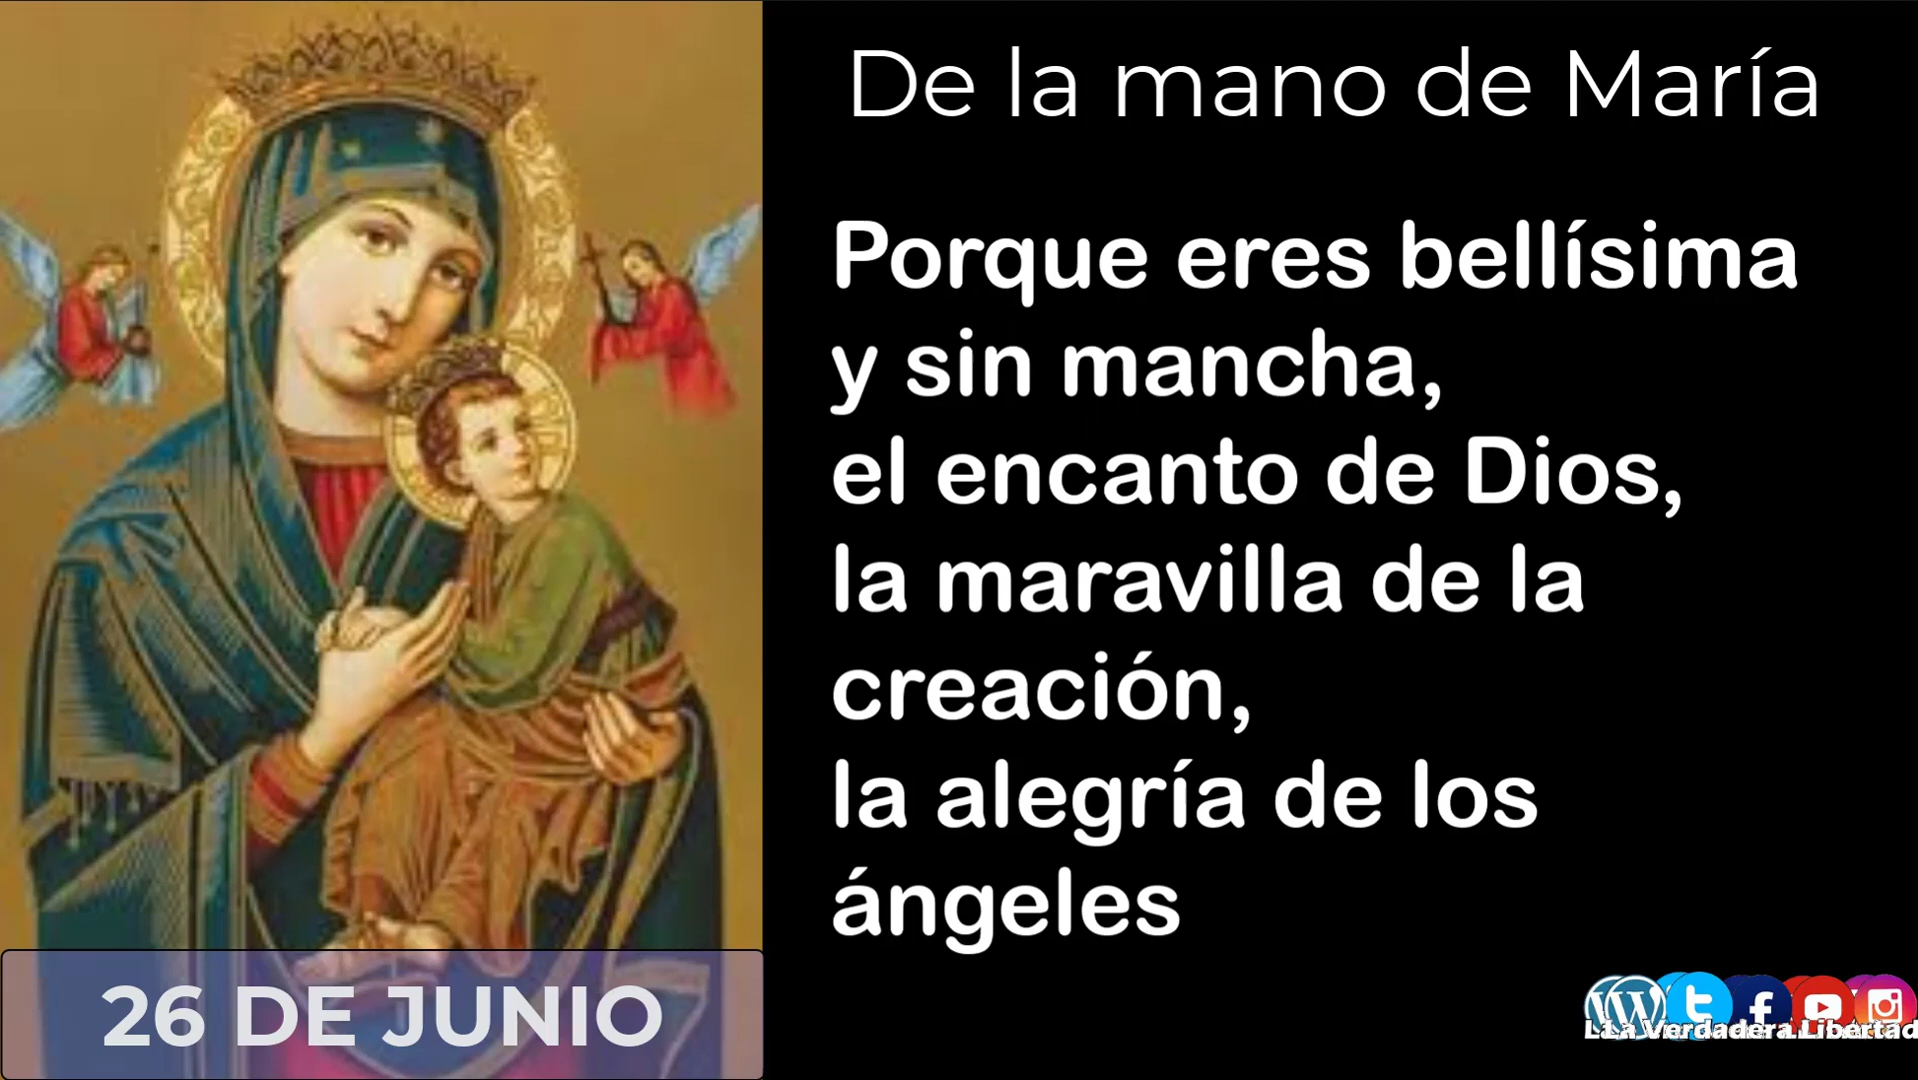 De la mano de María
Porque eres bellísima
y sin mancha,
el encanto de Dios,
la maravilla de la
creación,
la alegría de los
ángeles
26 DE JUNIO
La Verdadera Libertad